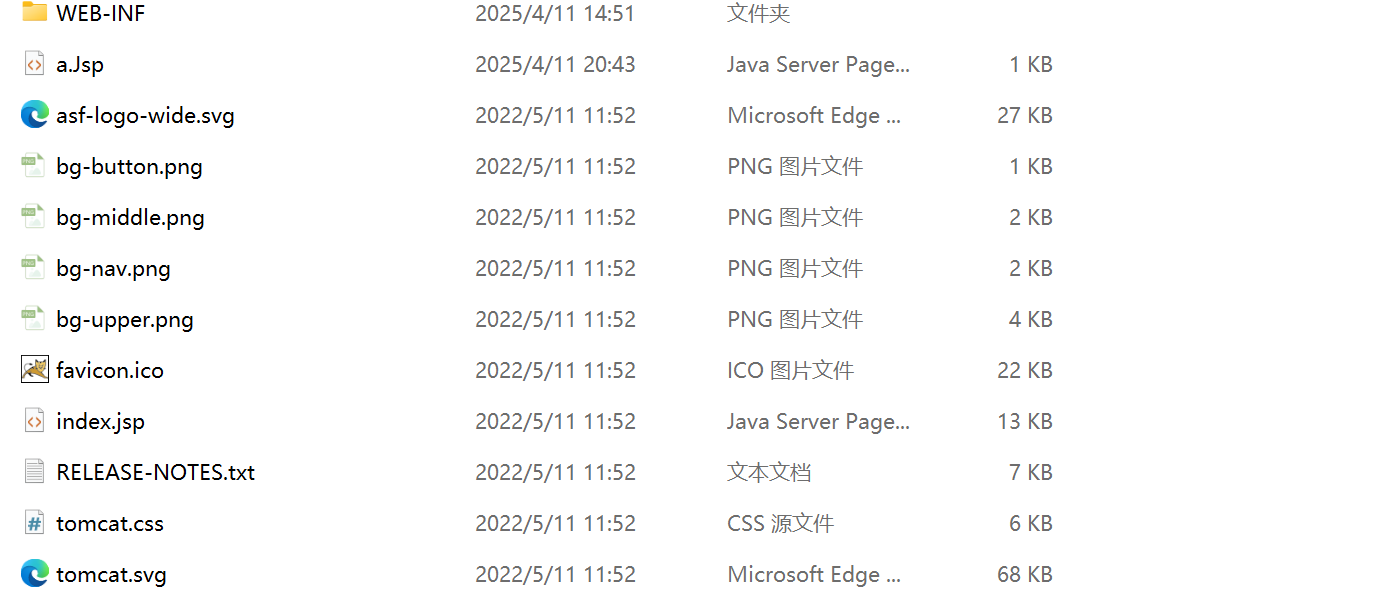 WEB-INF 2025/4/11 14:51 文件夹
a.Jsp 2025/4/11 20:43 Java Server Page... 1 KB
asf-logo-wide.svg 2022/5/11 11:52 Microsoft Edge ... 27 KB
bg-button.png 2022/5/11 11:52 PNG 图片文件 1 KB
bg-middle.png 2022/5/11 11:52 PNG 图片文件 2 KB
bg-nav.png 2022/5/11 11:52 PNG 图片文件 2 KB
bg-upper.png 2022/5/11 11:52 PNG 图片文件 4 KB
favicon.ico 2022/5/11 11:52 ICO 图片文件 22 KB
index.jsp 2022/5/11 11:52 Java Server Page... 13 KB
RELEASE-NOTES.txt 2022/5/11 11:52 文本文档 7 KB
tomcat.css 2022/5/11 11:52 CSS 源文件 6 KB
tomcat.svg 2022/5/11 11:52 Microsoft Edge ... 68 KB